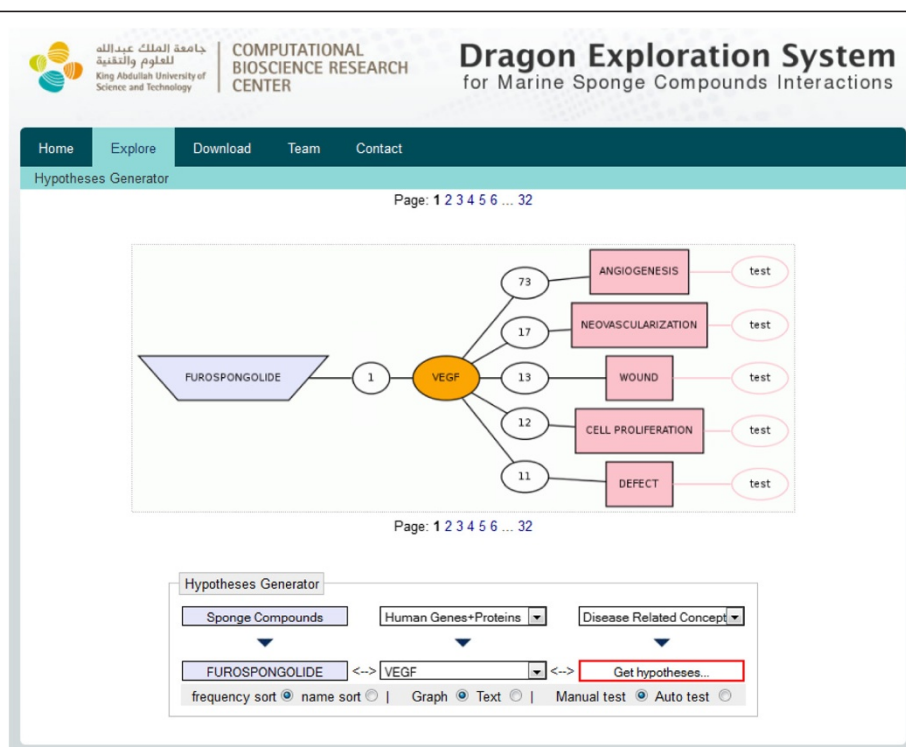 جامعة الملك عبدالله
للعلوم والتقنية
King Abdullah University of
Science and Technology
COMPUTATIONAL
BIOSCIENCE RESEARCH
CENTER
Dragon Exploration System
for Marine Sponge Compounds Interactions
Home Explore Download Team Contact
Hypotheses Generator
Page: 1 2 3 4 5 6 ... 32
73 ANGIOGENESIS test
17 NEOVASCULARIZATION test
FUROSPONGOLIDE 1 VEGF 13 WOUND test
12 CELL PROLIFERATION test
11 DEFECT test
Page: 1 2 3 4 5 6 ... 32
Hypotheses Generator
Sponge Compounds Human Genes+Proteins Disease Related Concept
FUROSPONGOLIDE <--> VEGF <--> Get hypotheses...
frequency sort name sort | Graph Text | Manual test Auto test